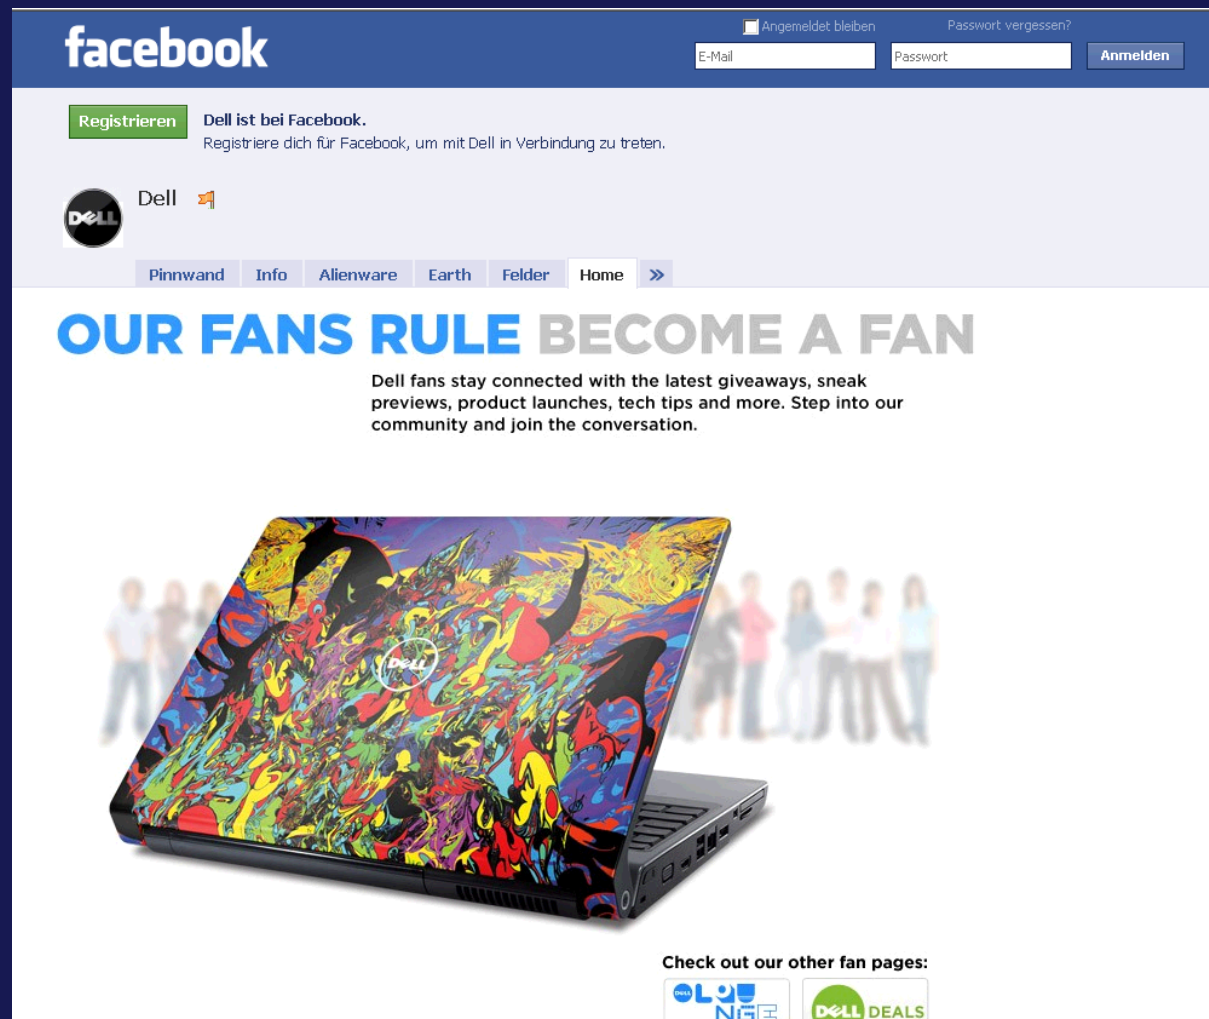 facebook
Angemeldet bleiben
Passwort vergessen?
E-Mail
Passwort
Anmelden
Registrieren
Dell ist bei Facebook.
Registriere dich für Facebook, um mit Dell in Verbindung zu treten.
DELL
Dell
Pinnwand Info Alienware Earth Felder Home »
OUR FANS RULE BECOME A FAN
Dell fans stay connected with the latest giveaways, sneak
previews, product launches, tech tips and more. Step into our
community and join the conversation.
DELL
Check out our other fan pages:
DELL LOUNGE
DELL DEALS